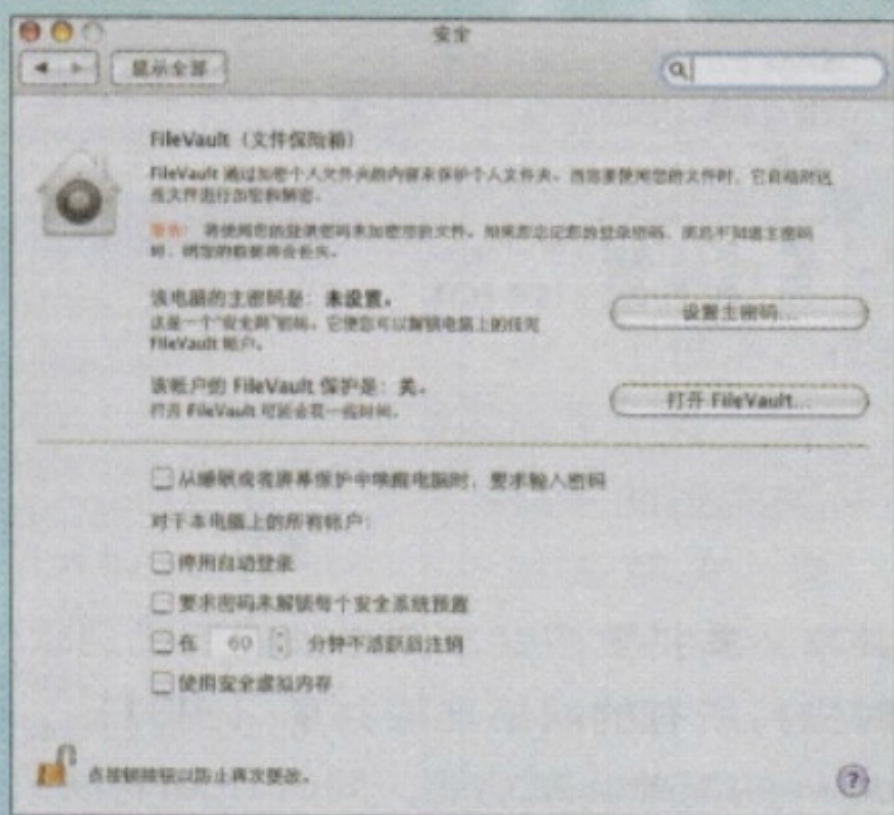 安全
显示全部
FileVault（文件保险箱）
FileVault 通过加密个人文件夹的内容来保护个人文件夹。当您要使用您的文件时，它自动对这
些文件进行加密和解密。
警告： 将使用您的登录密码来加密您的文件。如果您忘记您的登录密码，而且不知道主密码
时，则您的数据将会丢失。
该电脑的主密码是：未设置。
这是一个“安全网”密码。它使您可以解锁电脑上的任何
FileVault 帐户。
设置主密码...
该帐户的 FileVault 保护是：关。
打开 FileVault 可能会花一些时间。
打开 FileVault...
从睡眠或者屏幕保护中唤醒电脑时，要求输入密码
对于本电脑上的所有帐户：
停用自动登录
要求密码来解锁每个安全系统预置
在 60 分钟不活跃后注销
使用安全虚拟内存
点按锁按钮以防止再次更改。
?